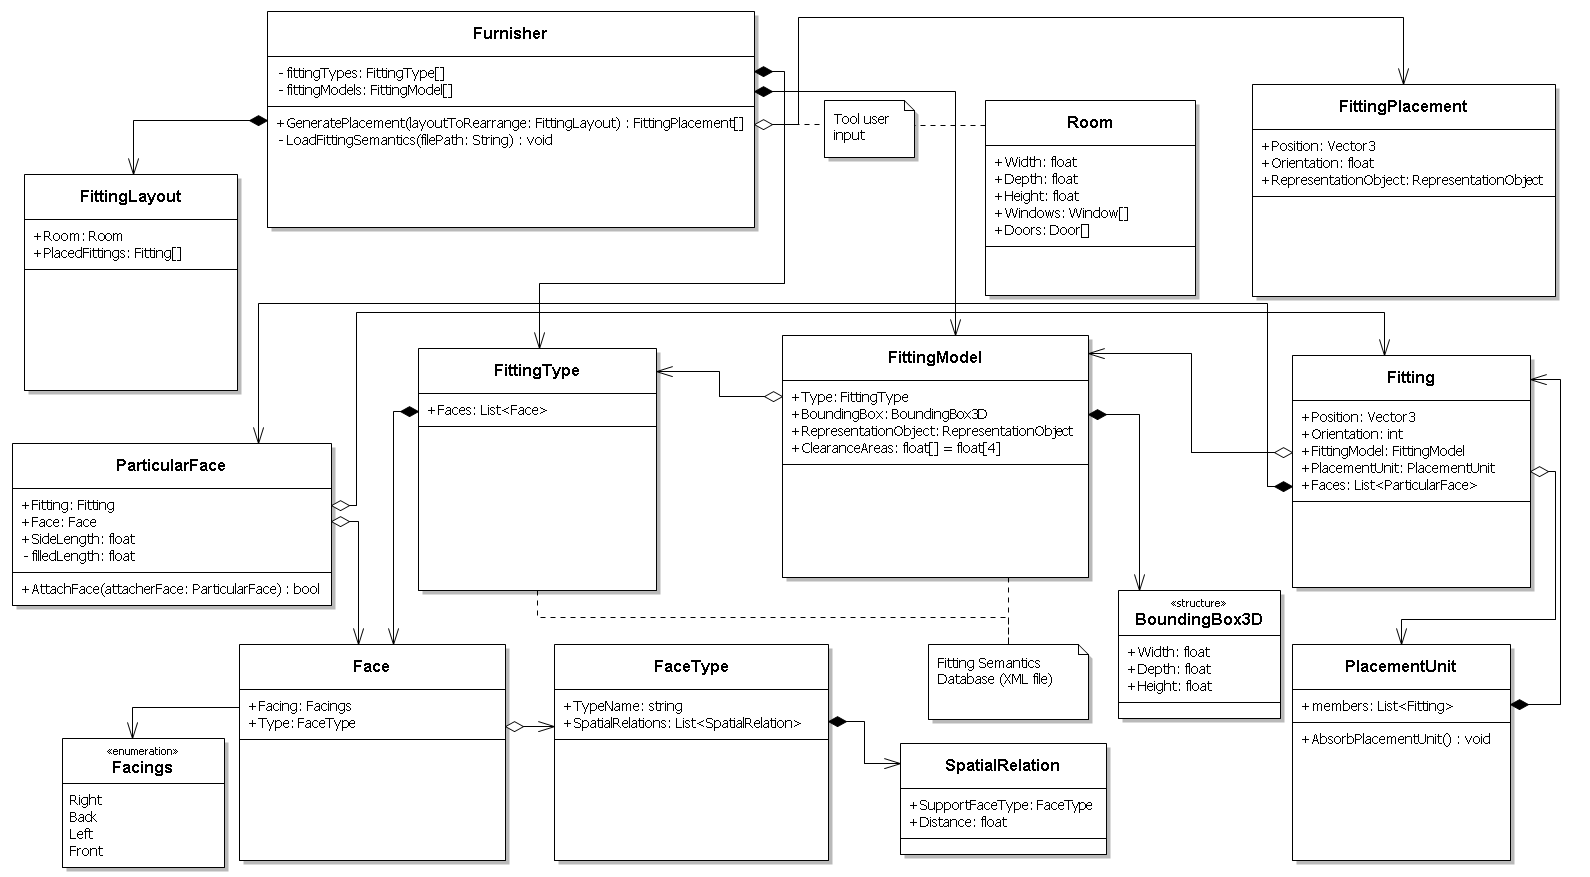 Furnisher
- fittingTypes: FittingType[]
- fittingModels: FittingModel[]
+ GeneratePlacement(layoutToRearrange: FittingLayout) : FittingPlacement[]
- LoadFittingSemantics(filePath: String) : void
Tool user
input
Room
+ Width: float
+ Depth: float
+ Height: float
+ Windows: Window[]
+ Doors: Door[]
FittingPlacement
+ Position: Vector3
+ Orientation: float
+ RepresentationObject: RepresentationObject
FittingLayout
+ Room: Room
+ PlacedFittings: Fitting[]
FittingType
+ Faces: List<Face>
FittingModel
+ Type: FittingType
+ BoundingBox: BoundingBox3D
+ RepresentationObject: RepresentationObject
+ ClearanceAreas: float[] = float[4]
Fitting
+ Position: Vector3
+ Orientation: int
+ FittingModel: FittingModel
+ PlacementUnit: PlacementUnit
+ Faces: List<ParticularFace>
ParticularFace
+ Fitting: Fitting
+ Face: Face
+ SideLength: float
- filledLength: float
+ AttachFace(attacherFace: ParticularFace) : bool
«structure»
BoundingBox3D
+ Width: float
+ Depth: float
+ Height: float
Face
+ Facing: Facings
+ Type: FaceType
FaceType
+ TypeName: string
+ SpatialRelations: List<SpatialRelation>
Fitting Semantics
Database (XML file)
PlacementUnit
+ members: List<Fitting>
+ AbsorbPlacementUnit() : void
«enumeration»
Facings
Right
Back
Left
Front
SpatialRelation
+ SupportFaceType: FaceType
+ Distance: float